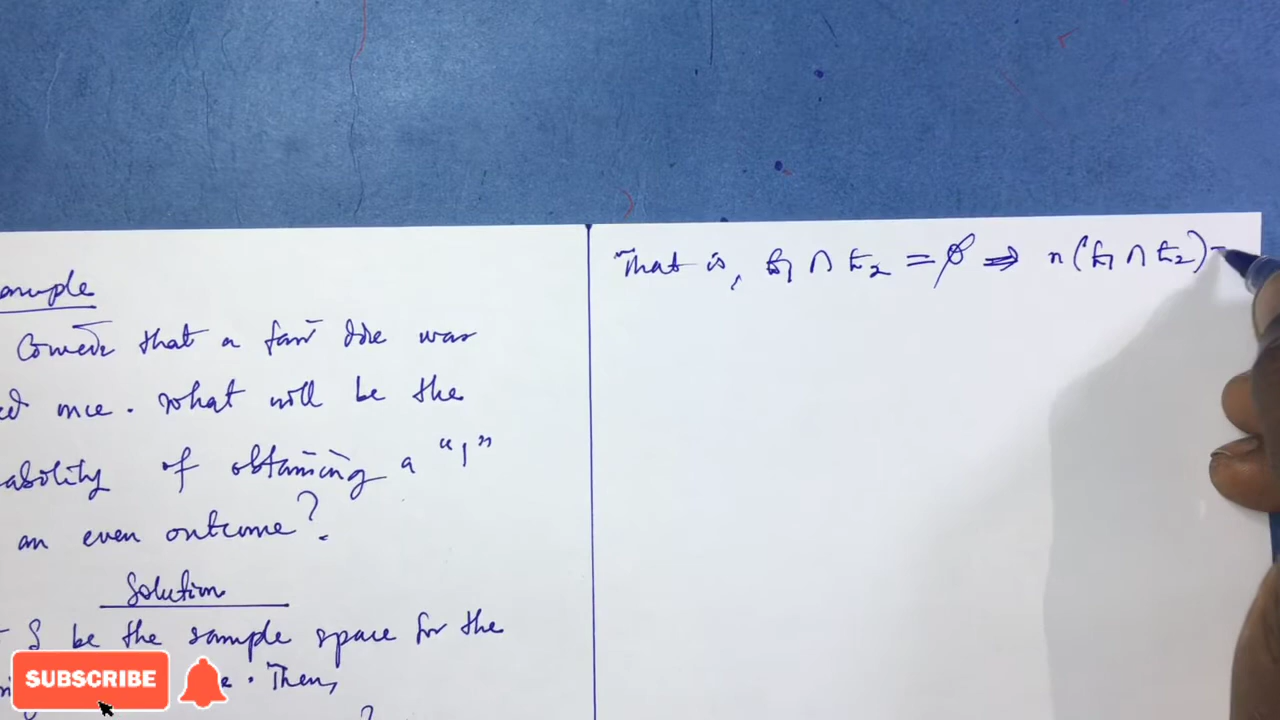 ample
that a fair die was
ed once. What will be the
ability of obtaining a "1"
an even outcome?
Solution
S be the sample space for the
Then,
SUBSCRIBE
That is, E1 ∩ E2 = ∅ ⇒ n(E1 ∩ E2) =